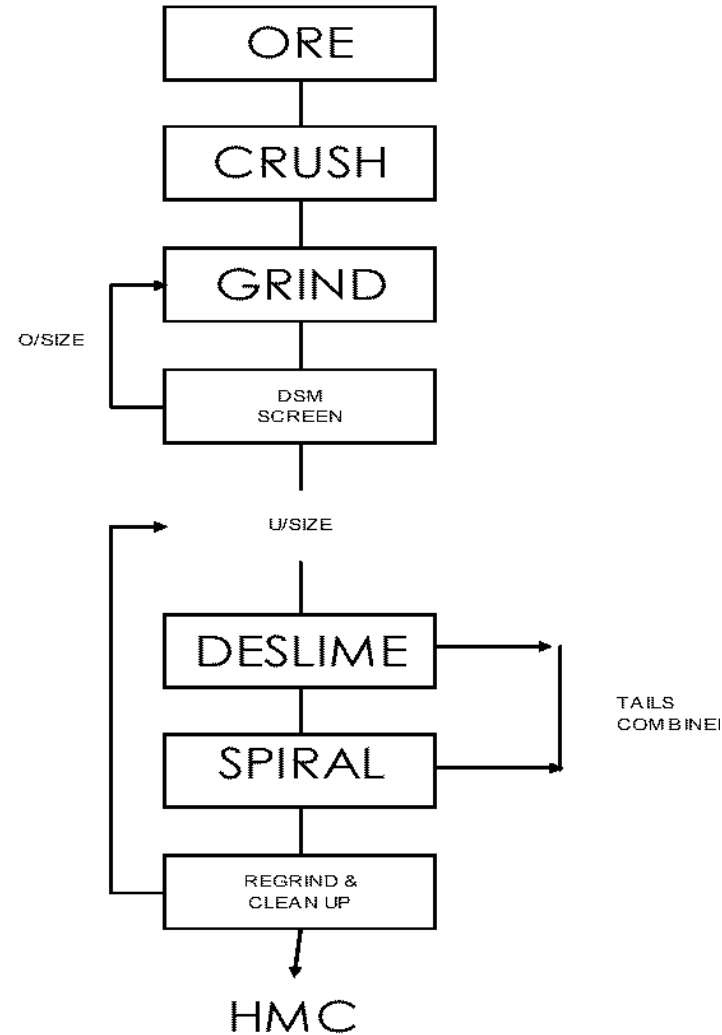 ORE
CRUSH
GRIND
O/SIZE
DSM
SCREEN
U/SIZE
DESLIME
TAILS
SPIRAL
REGRIND &
CLEAN UP
HMC